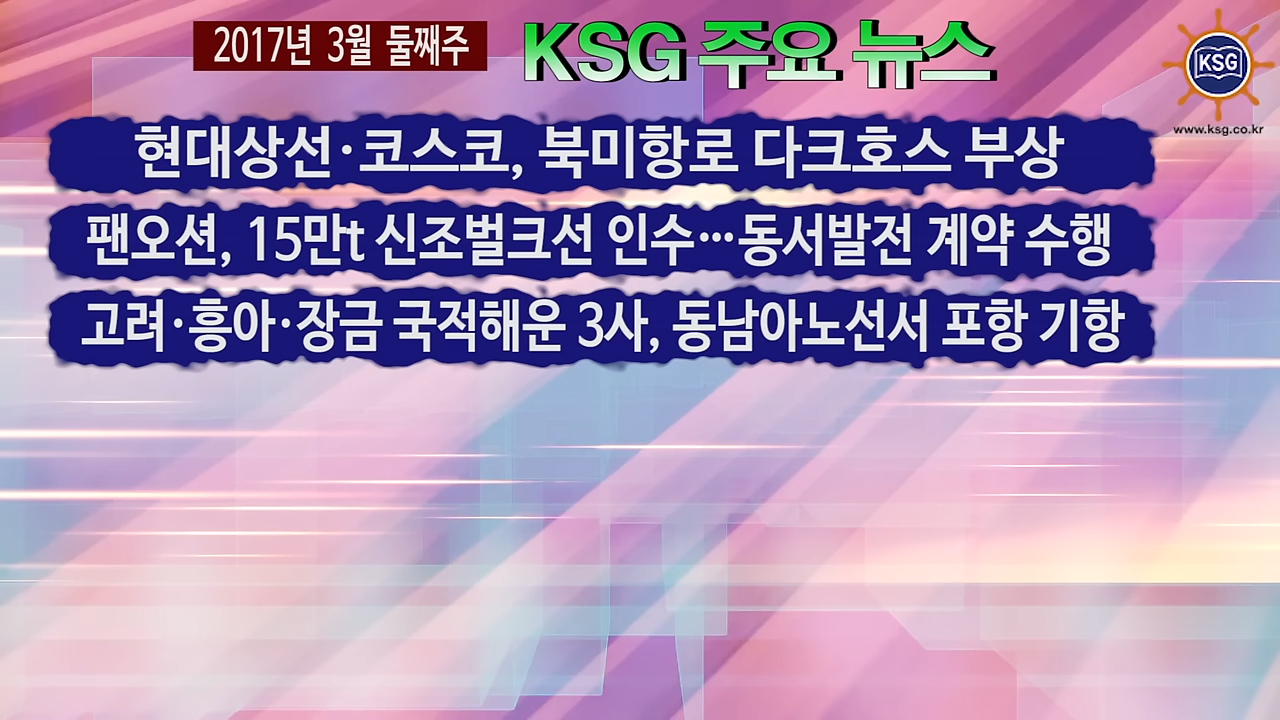 2017년 3월 둘째주
KSG 주요 뉴스
KSG
www.ksg.co.kr
현대상선·코스코, 북미항로 다크호스 부상
팬오션, 15만t 신조벌크선 인수···동서발전 계약 수행
고려·흥아·장금 국적해운 3사, 동남아노선서 포항 기항